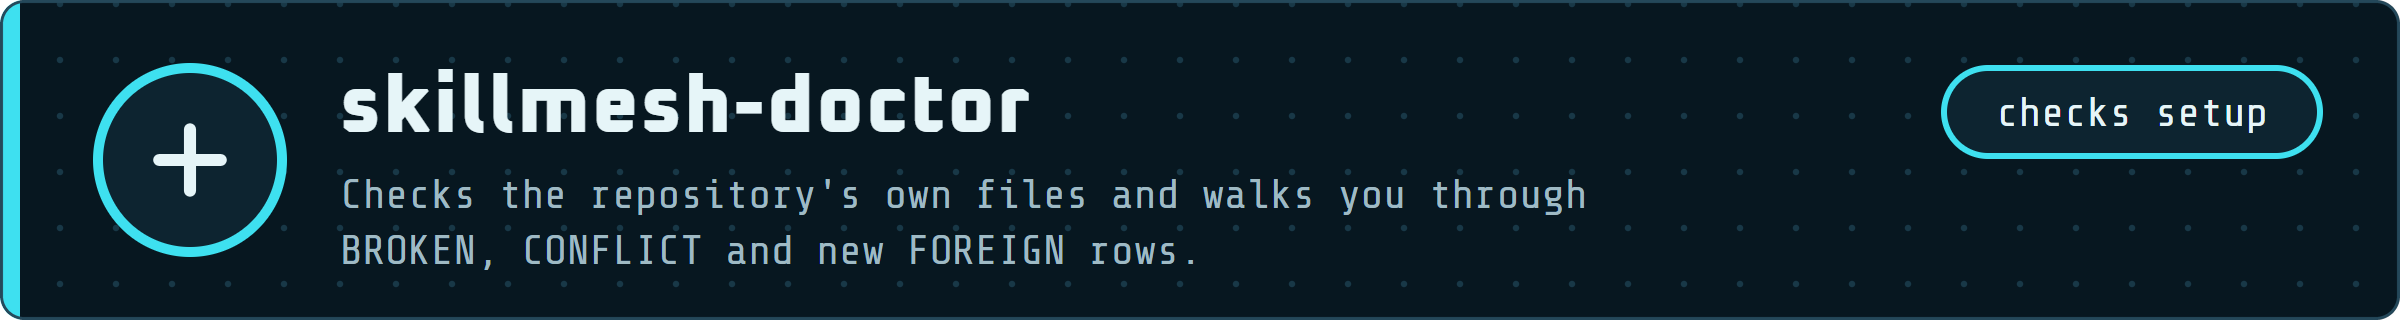 skillmesh-doctor
checks setup
Checks the repository's own files and walks you through
BROKEN, CONFLICT and new FOREIGN rows.